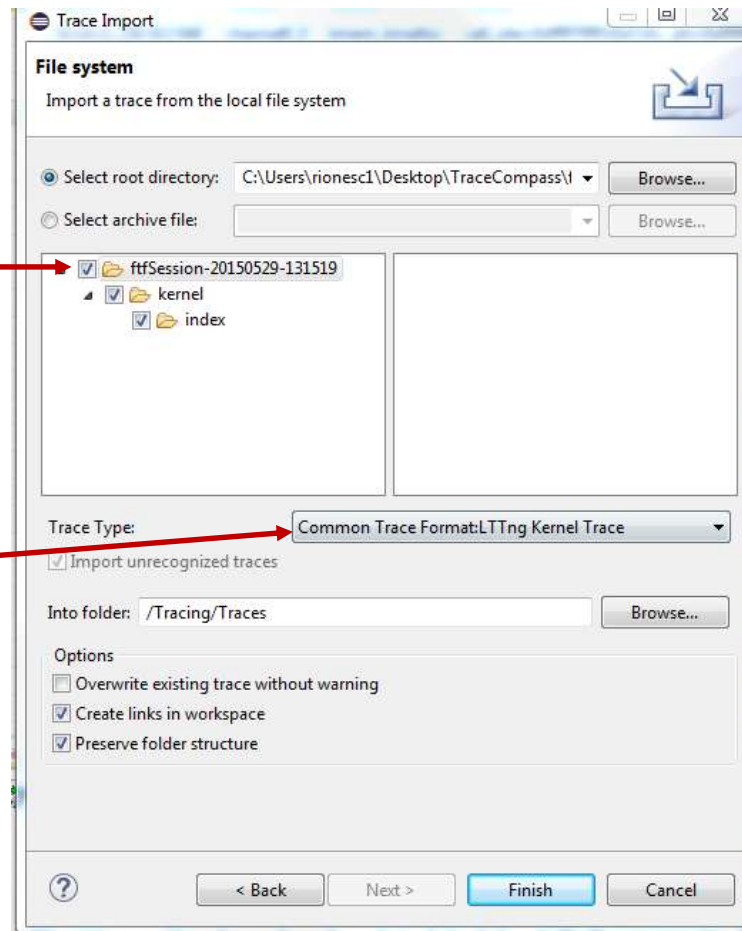 Trace Import
File system
Import a trace from the local file system
Select root directory: C:\Users\rionesc1\Desktop\TraceCompass\f Browse...
Select archive file: Browse...
ftfSession-20150529-131519
kernel
index
Trace Type: Common Trace Format:LTTng Kernel Trace
Import unrecognized traces
Into folder: /Tracing/Traces Browse...
Options
Overwrite existing trace without warning
Create links in workspace
Preserve folder structure
? < Back Next > Finish Cancel